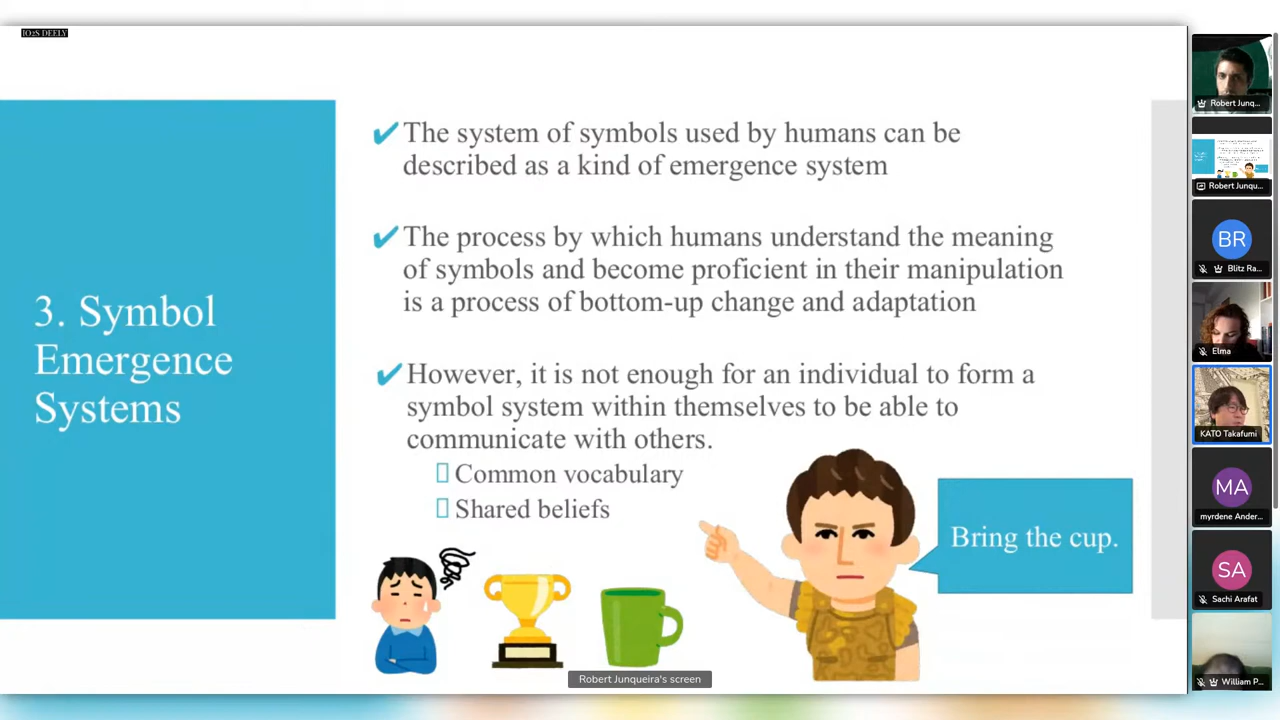 IO2S DEELY
3. Symbol
Emergence
Systems
The system of symbols used by humans can be
described as a kind of emergence system
The process by which humans understand the meaning
of symbols and become proficient in their manipulation
is a process of bottom-up change and adaptation
However, it is not enough for an individual to form a
symbol system within themselves to be able to
communicate with others.
Common vocabulary
Shared beliefs
Bring the cup.
Robert Junqueira's screen
Robert Junq...
Robert Junqu...
BR
Blitz Ra...
Elma
KATO Takafumi
MA
myrdene Ander...
SA
Sachi Arafat
William P...